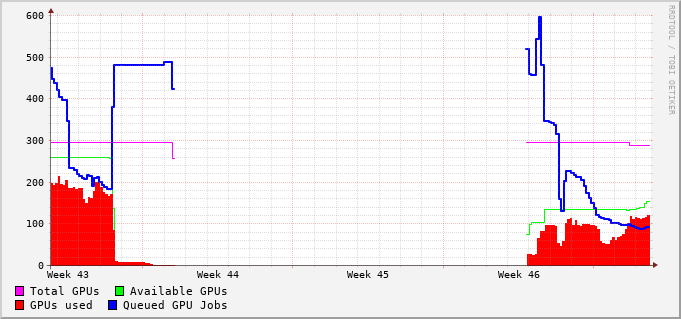 600
500
400
300
200
100
0
Week 43 Week 44 Week 45 Week 46
Total GPUs Available GPUs
GPUs used Queued GPU Jobs
RRDTOOL / TOBI OETIKER